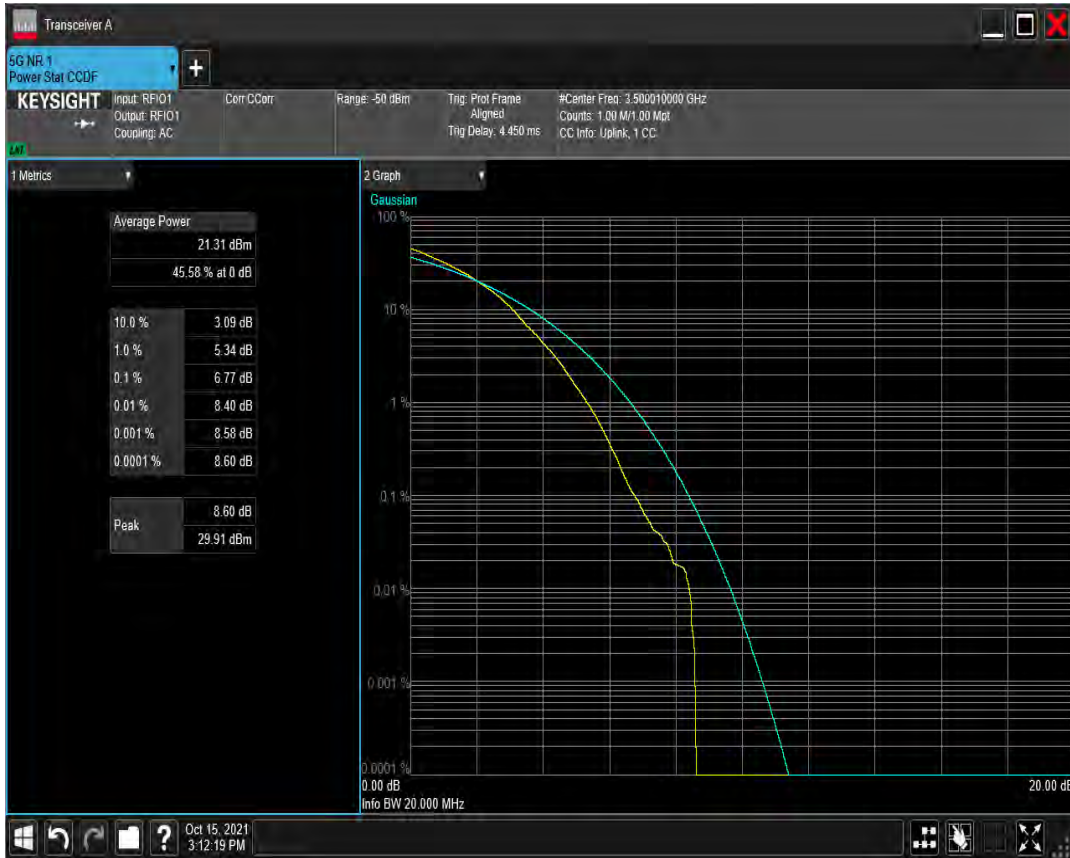 Transceiver A
5G NR 1
Power Stat CCDF
+
KEYSIGHT
Input: RFIO1
Output: RFIO1
Coupling: AC
Corr CCorr
Range: -50 dBm
Trig: Prot Frame
Aligned
Trig Delay: 4.450 ms
#Center Freq: 3.500010000 GHz
Counts: 1.00 M/1.00 Mpt
CC Info: Uplink, 1 CC
1 Metrics
Average Power
21.31 dBm
45.58 % at 0 dB
10.0 % 3.09 dB
1.0 % 5.34 dB
0.1 % 6.77 dB
0.01 % 8.40 dB
0.001 % 8.58 dB
0.0001 % 8.60 dB
Peak
8.60 dB
29.91 dBm
2 Graph
Gaussian
100 %
10 %
1 %
0.1 %
0.01 %
0.001 %
0.0001 %
0.00 dB
20.00 dB
Info BW 20.000 MHz
?
Oct 15, 2021
3:12:19 PM